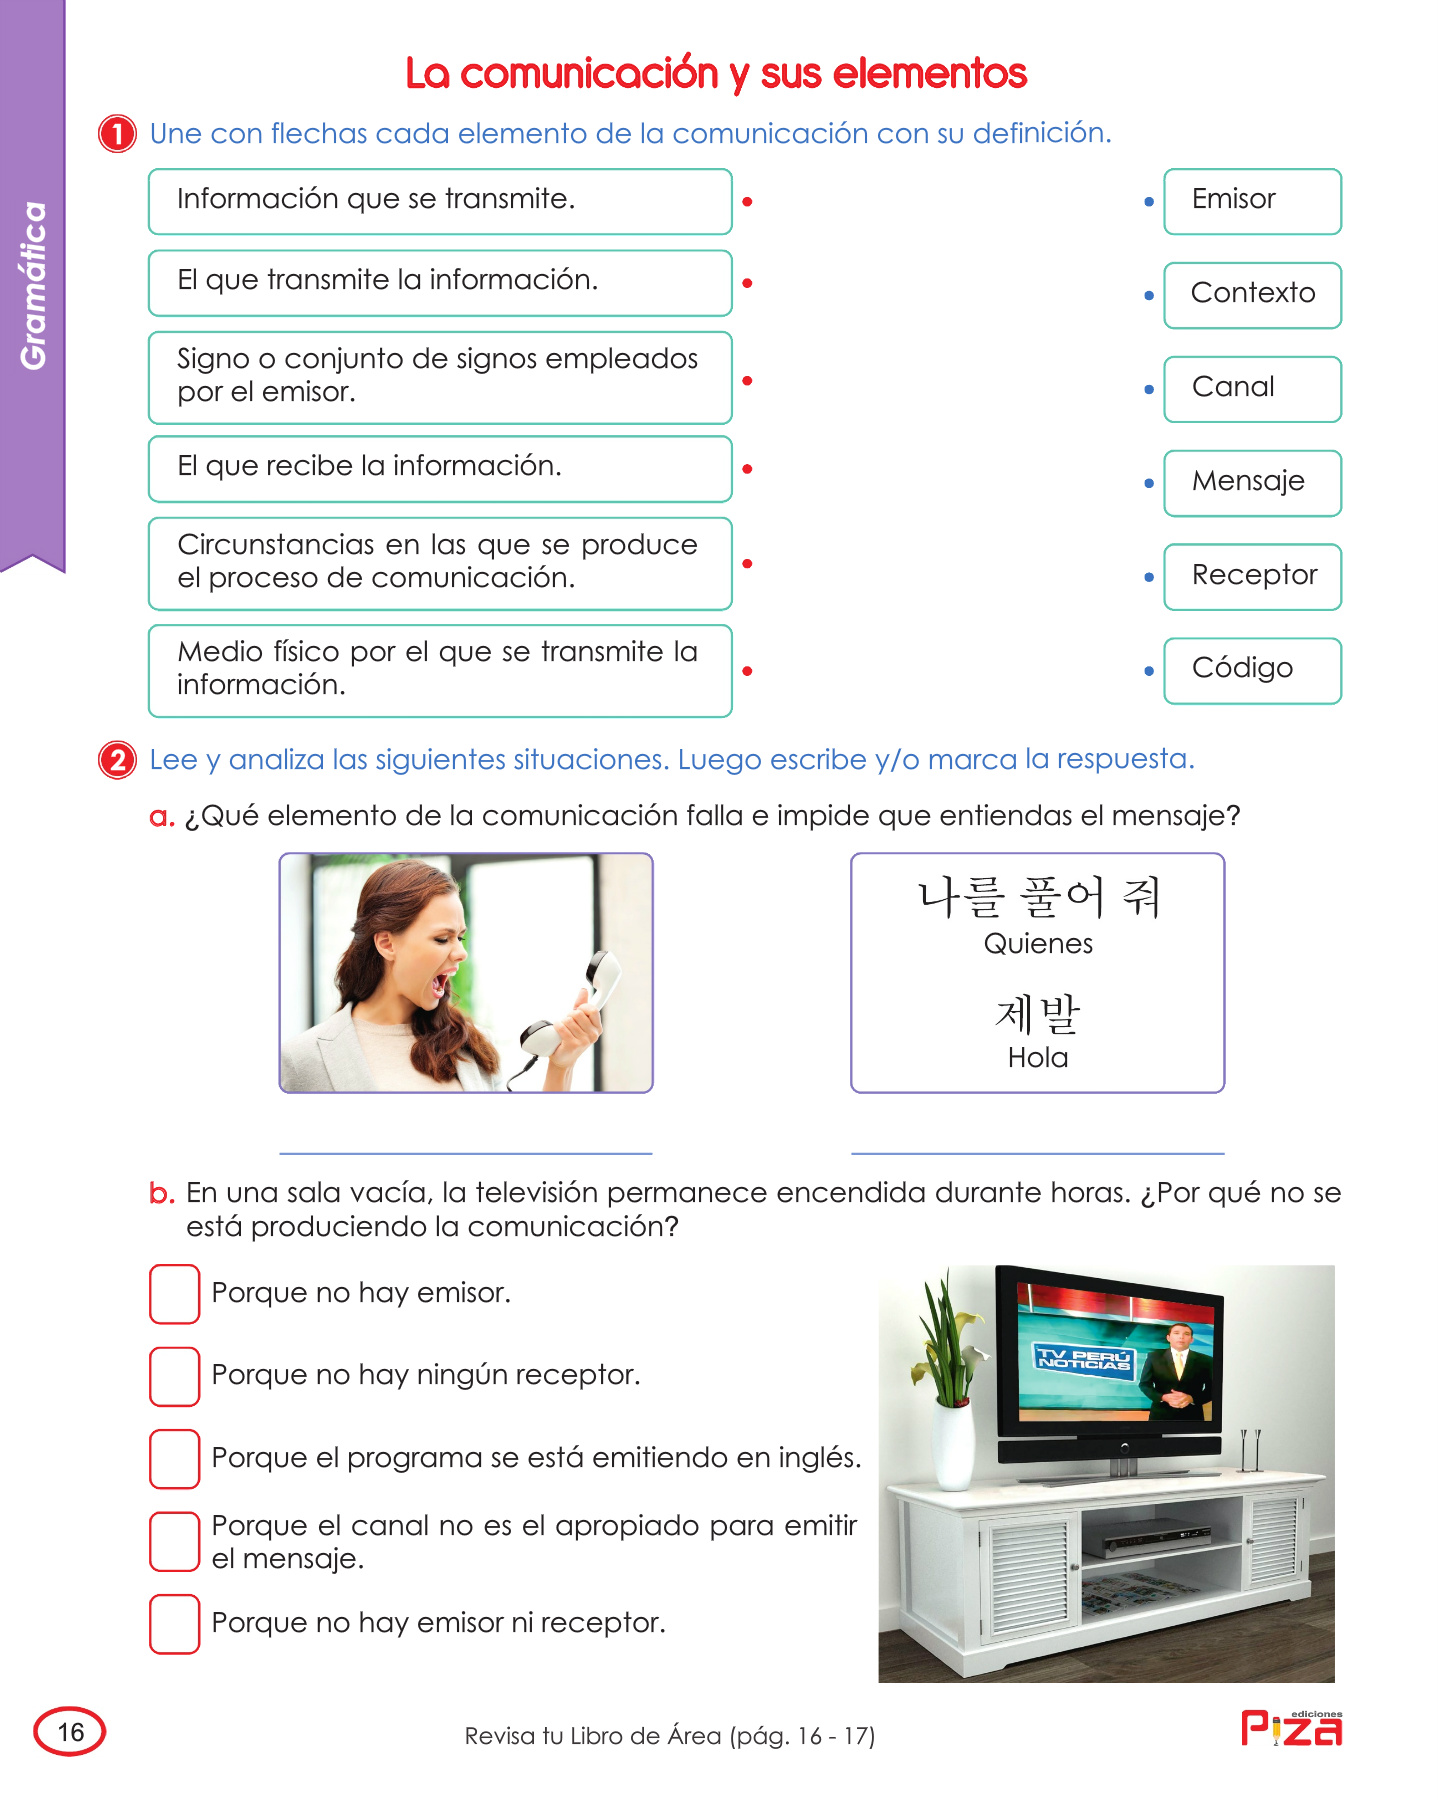 Gramática
La comunicación y sus elementos
1 Une con flechas cada elemento de la comunicación con su definición.
Información que se transmite.
El que transmite la información.
Signo o conjunto de signos empleados
por el emisor.
El que recibe la información.
Circunstancias en las que se produce
el proceso de comunicación.
Medio físico por el que se transmite la
información.
Emisor
Contexto
Canal
Mensaje
Receptor
Código
2 Lee y analiza las siguientes situaciones. Luego escribe y/o marca la respuesta.
a. ¿Qué elemento de la comunicación falla e impide que entiendas el mensaje?
나를 풀어 줘
Quienes
제발
Hola
b. En una sala vacía, la televisión permanece encendida durante horas. ¿Por qué no se
está produciendo la comunicación?
Porque no hay emisor.
Porque no hay ningún receptor.
Porque el programa se está emitiendo en inglés.
Porque el canal no es el apropiado para emitir
el mensaje.
Porque no hay emisor ni receptor.
TV PERÚ
NOTICIAS
16
Revisa tu Libro de Área (pág. 16 - 17)
ediciones
PIZA